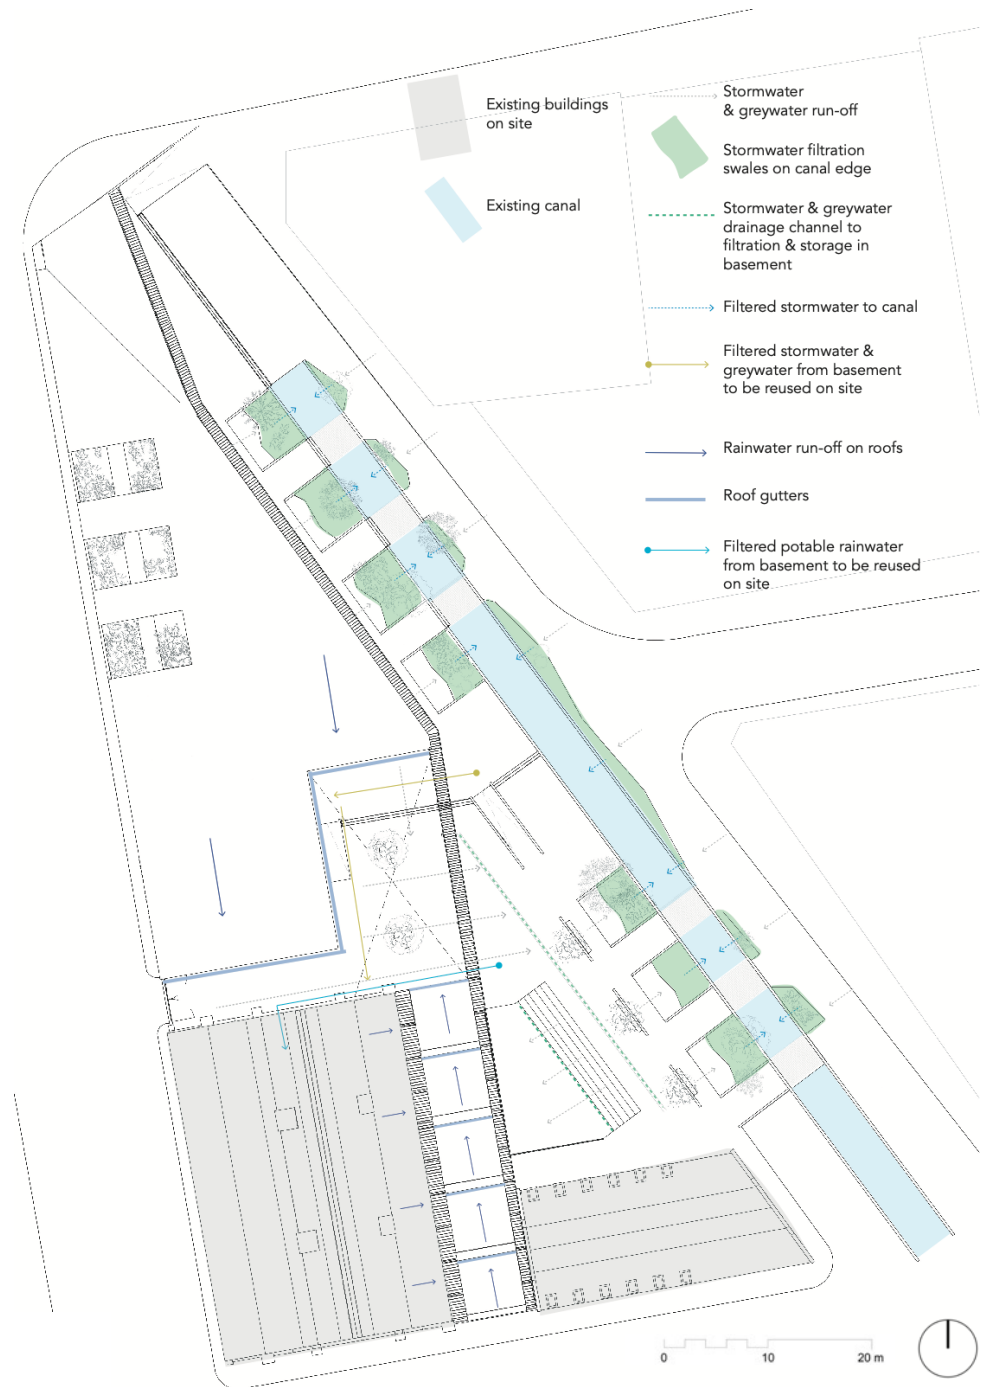 Existing buildings
on site
Existing canal
Stormwater
& greywater run-off
Stormwater filtration
swales on canal edge
Stormwater & greywater
drainage channel to
filtration & storage in
basement
Filtered stormwater to canal
Filtered stormwater &
greywater from basement
to be reused on site
Rainwater run-off on roofs
Roof gutters
Filtered potable rainwater
from basement to be reused
on site
0 10 20 m